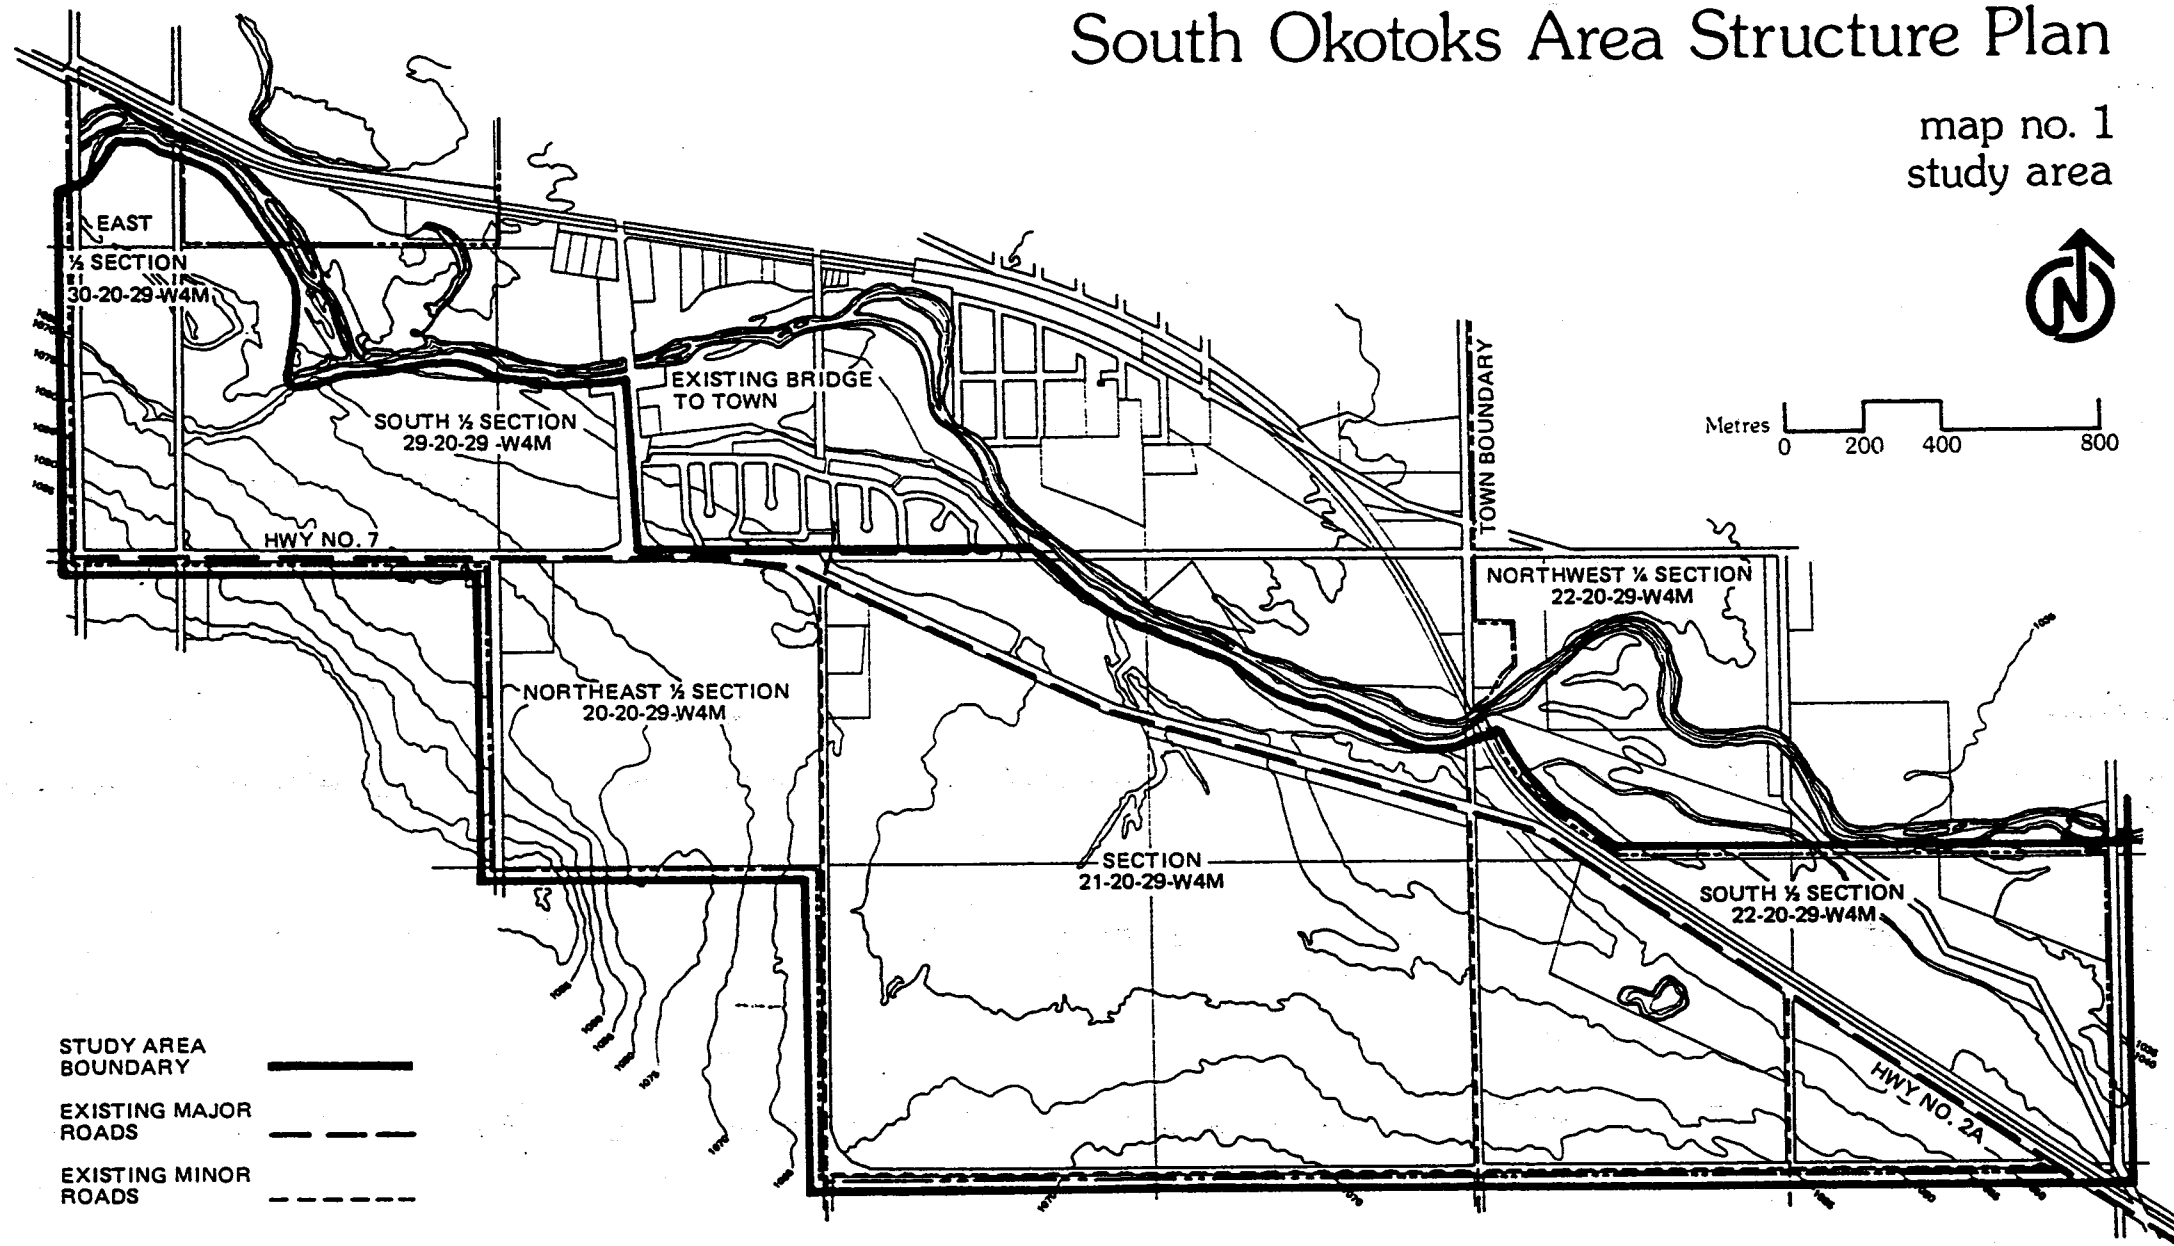 South Okotoks Area Structure Plan
map no. 1
study area
N
Metres
0 200 400 800
EAST
½ SECTION
30-20-29-W4M
SOUTH ½ SECTION
29-20-29-W4M
EXISTING BRIDGE
TO TOWN
TOWN BOUNDARY
HWY NO. 7
NORTHWEST ¼ SECTION
22-20-29-W4M
NORTHEAST ½ SECTION
20-20-29-W4M
SECTION
21-20-29-W4M
SOUTH ½ SECTION
22-20-29-W4M
HWY NO. 2A
1075
1070
1070
STUDY AREA
BOUNDARY
EXISTING MAJOR
ROADS
EXISTING MINOR
ROADS